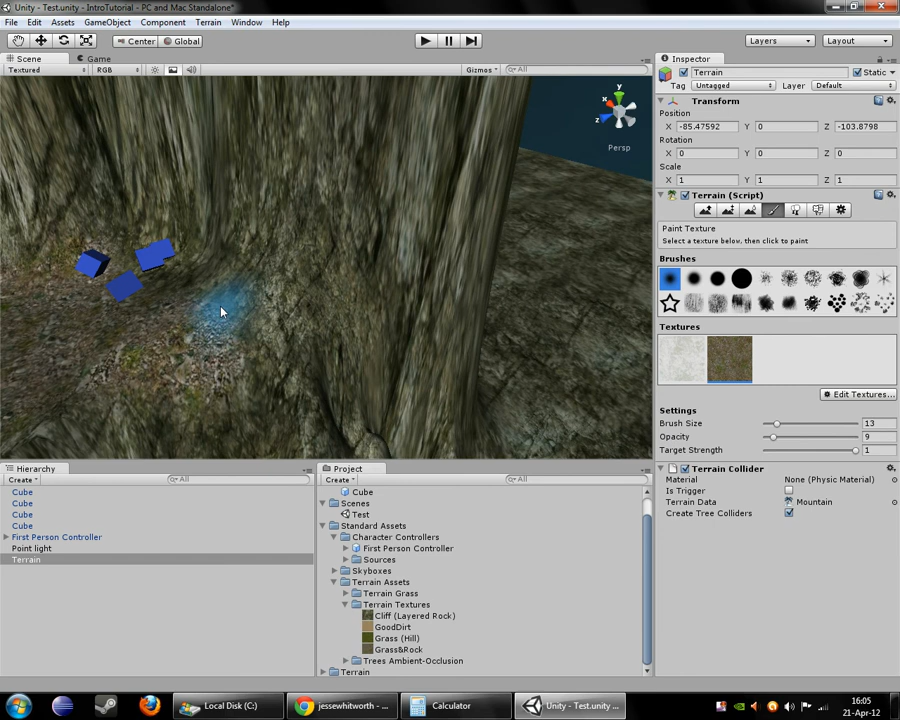 Unity - Test.unity - IntroTutorial - PC and Mac Standalone*
File Edit Assets GameObject Component Terrain Window Help
Center Global Layers Layout
Scene Game
Textured RGB Gizmos All
y
x
z
Persp
Inspector
Terrain Static
Tag Untagged Layer Default
Transform
Position
X -85.47592 Y 0 Z -103.8798
Rotation
X 0 Y 0 Z 0
Scale
X 1 Y 1 Z 1
Terrain (Script)
Paint Texture
Select a texture below, then click to paint
Brushes
Textures
Edit Textures...
Settings
Brush Size 13
Opacity 9
Target Strength 1
Terrain Collider
Material None (Physic Material)
Is Trigger
Terrain Data Mountain
Create Tree Colliders
Hierarchy
Create All
Cube
Cube
Cube
Cube
First Person Controller
Point light
Terrain
Project
Create All
Cube
Scenes
Test
Standard Assets
Character Controllers
First Person Controller
Sources
Skyboxes
Terrain Assets
Terrain Grass
Terrain Textures
Cliff (Layered Rock)
GoodDirt
Grass (Hill)
Grass&Rock
Trees Ambient-Occlusion
Terrain
Local Disk (C:) jessewhitworth - ... Calculator Unity - Test.unity ...
16:05
21-Apr-12